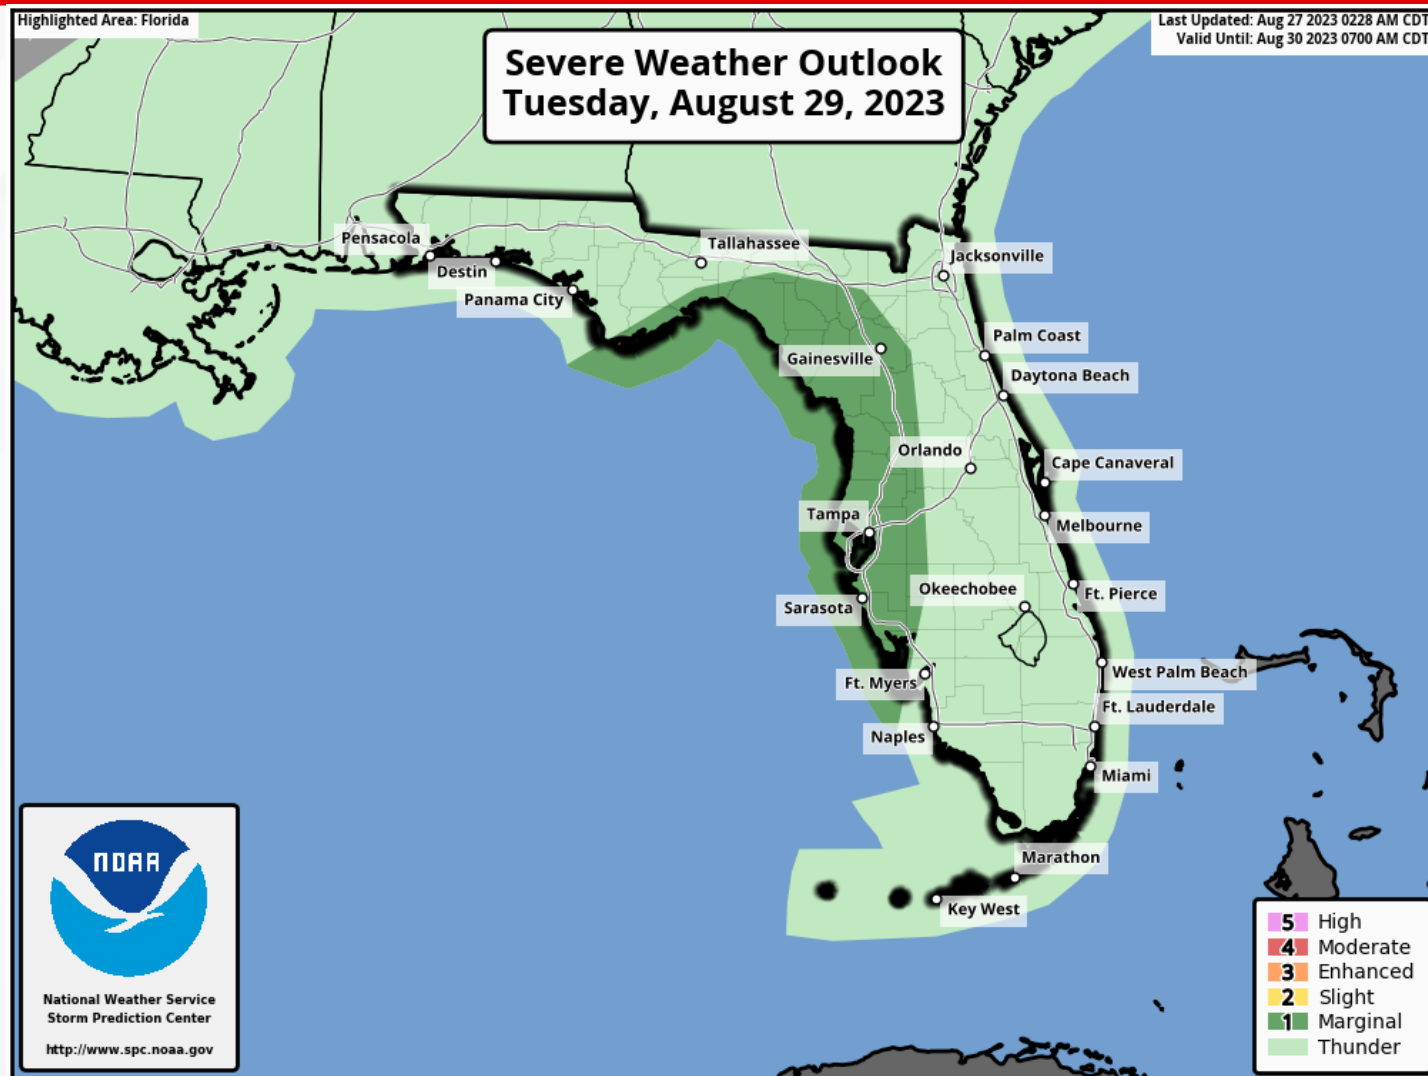 Highlighted Area: Florida
Last Updated: Aug 27 2023 0228 AM CDT
Valid Until: Aug 30 2023 0700 AM CDT
Severe Weather Outlook
Tuesday, August 29, 2023
Pensacola
Tallahassee
Jacksonville
Destin
Panama City
Palm Coast
Gainesville
Daytona Beach
Orlando
Cape Canaveral
Tampa
Melbourne
Okeechobee
Ft. Pierce
Sarasota
West Palm Beach
Ft. Myers
Ft. Lauderdale
Naples
Miami
Marathon
Key West
NOAA
National Weather Service
Storm Prediction Center
http://www.spc.noaa.gov
5 High
4 Moderate
3 Enhanced
2 Slight
1 Marginal
Thunder